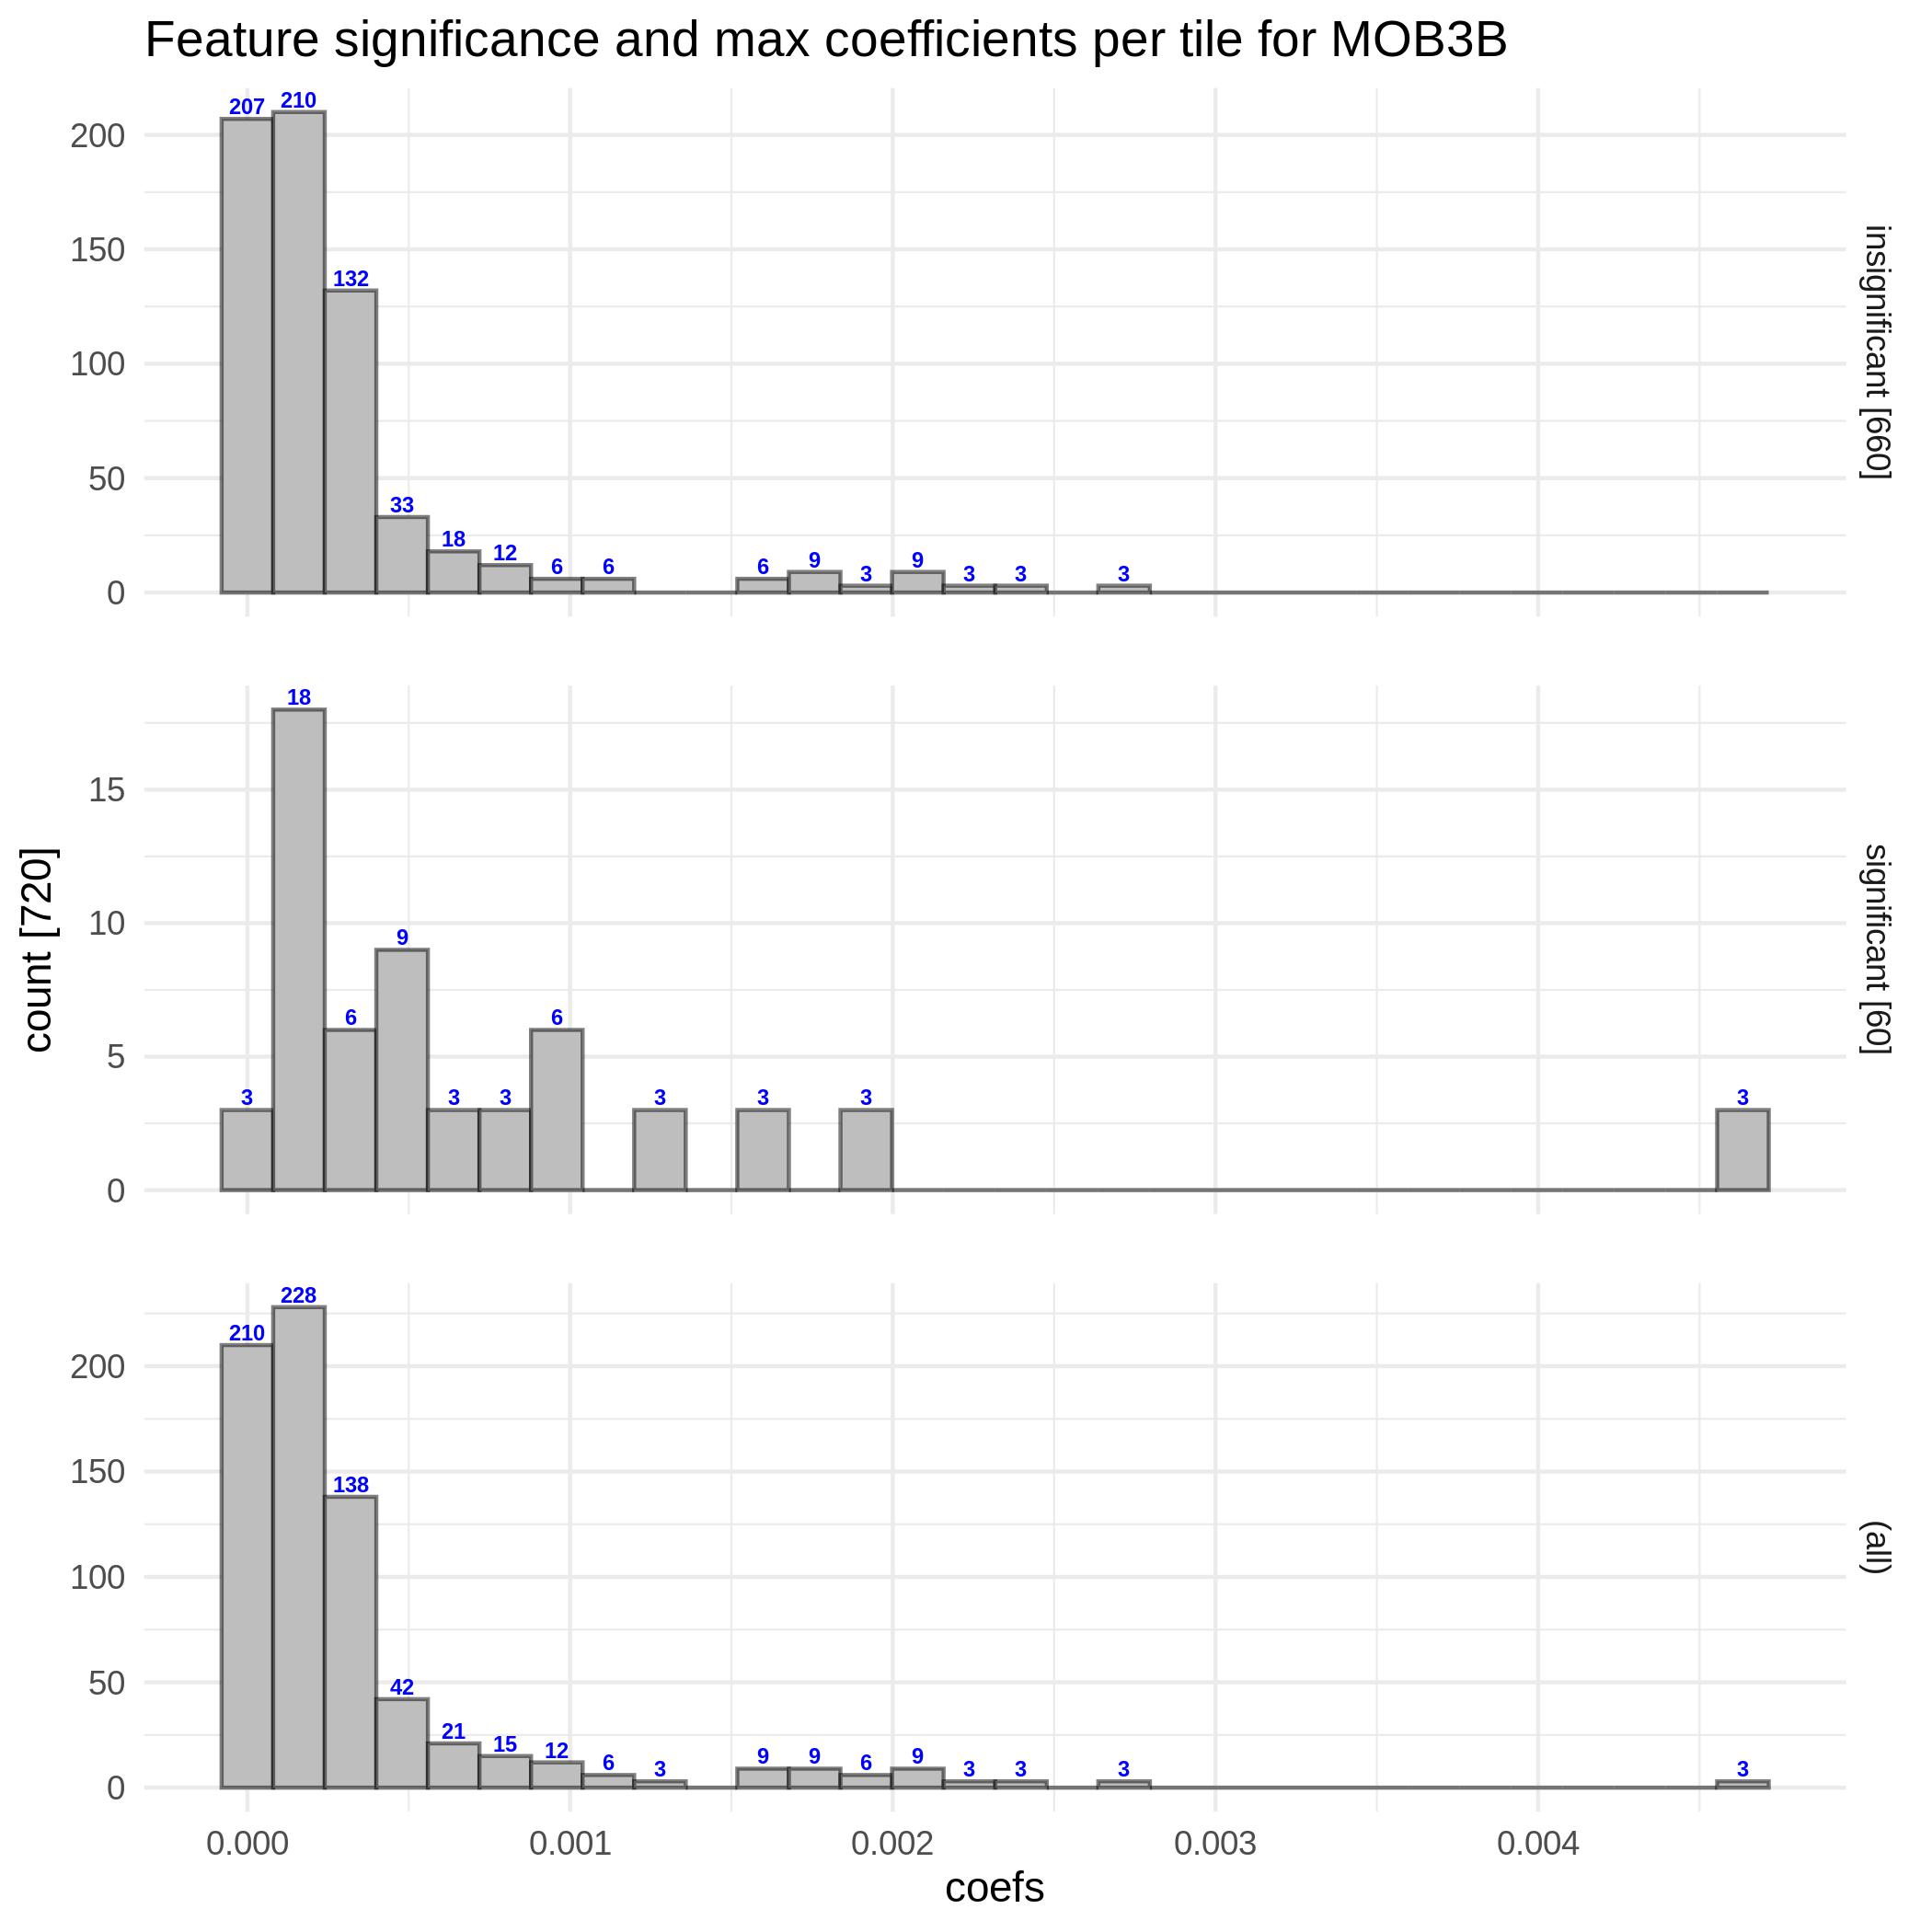 Feature significance and max coefficients per tile for MOB3B
207 210 132 33 18 12 6 6 6 9 3 9 3 3 3
200
150
100
50
0
insignificant [660]
count [720]
3 18 6 9 3 3 6 3 3 3 3
15
10
5
0
significant [60]
210 228 138 42 21 15 12 6 3 9 9 6 9 3 3 3 3
200
150
100
50
0
(all)
0.000 0.001 0.002 0.003 0.004
coefs